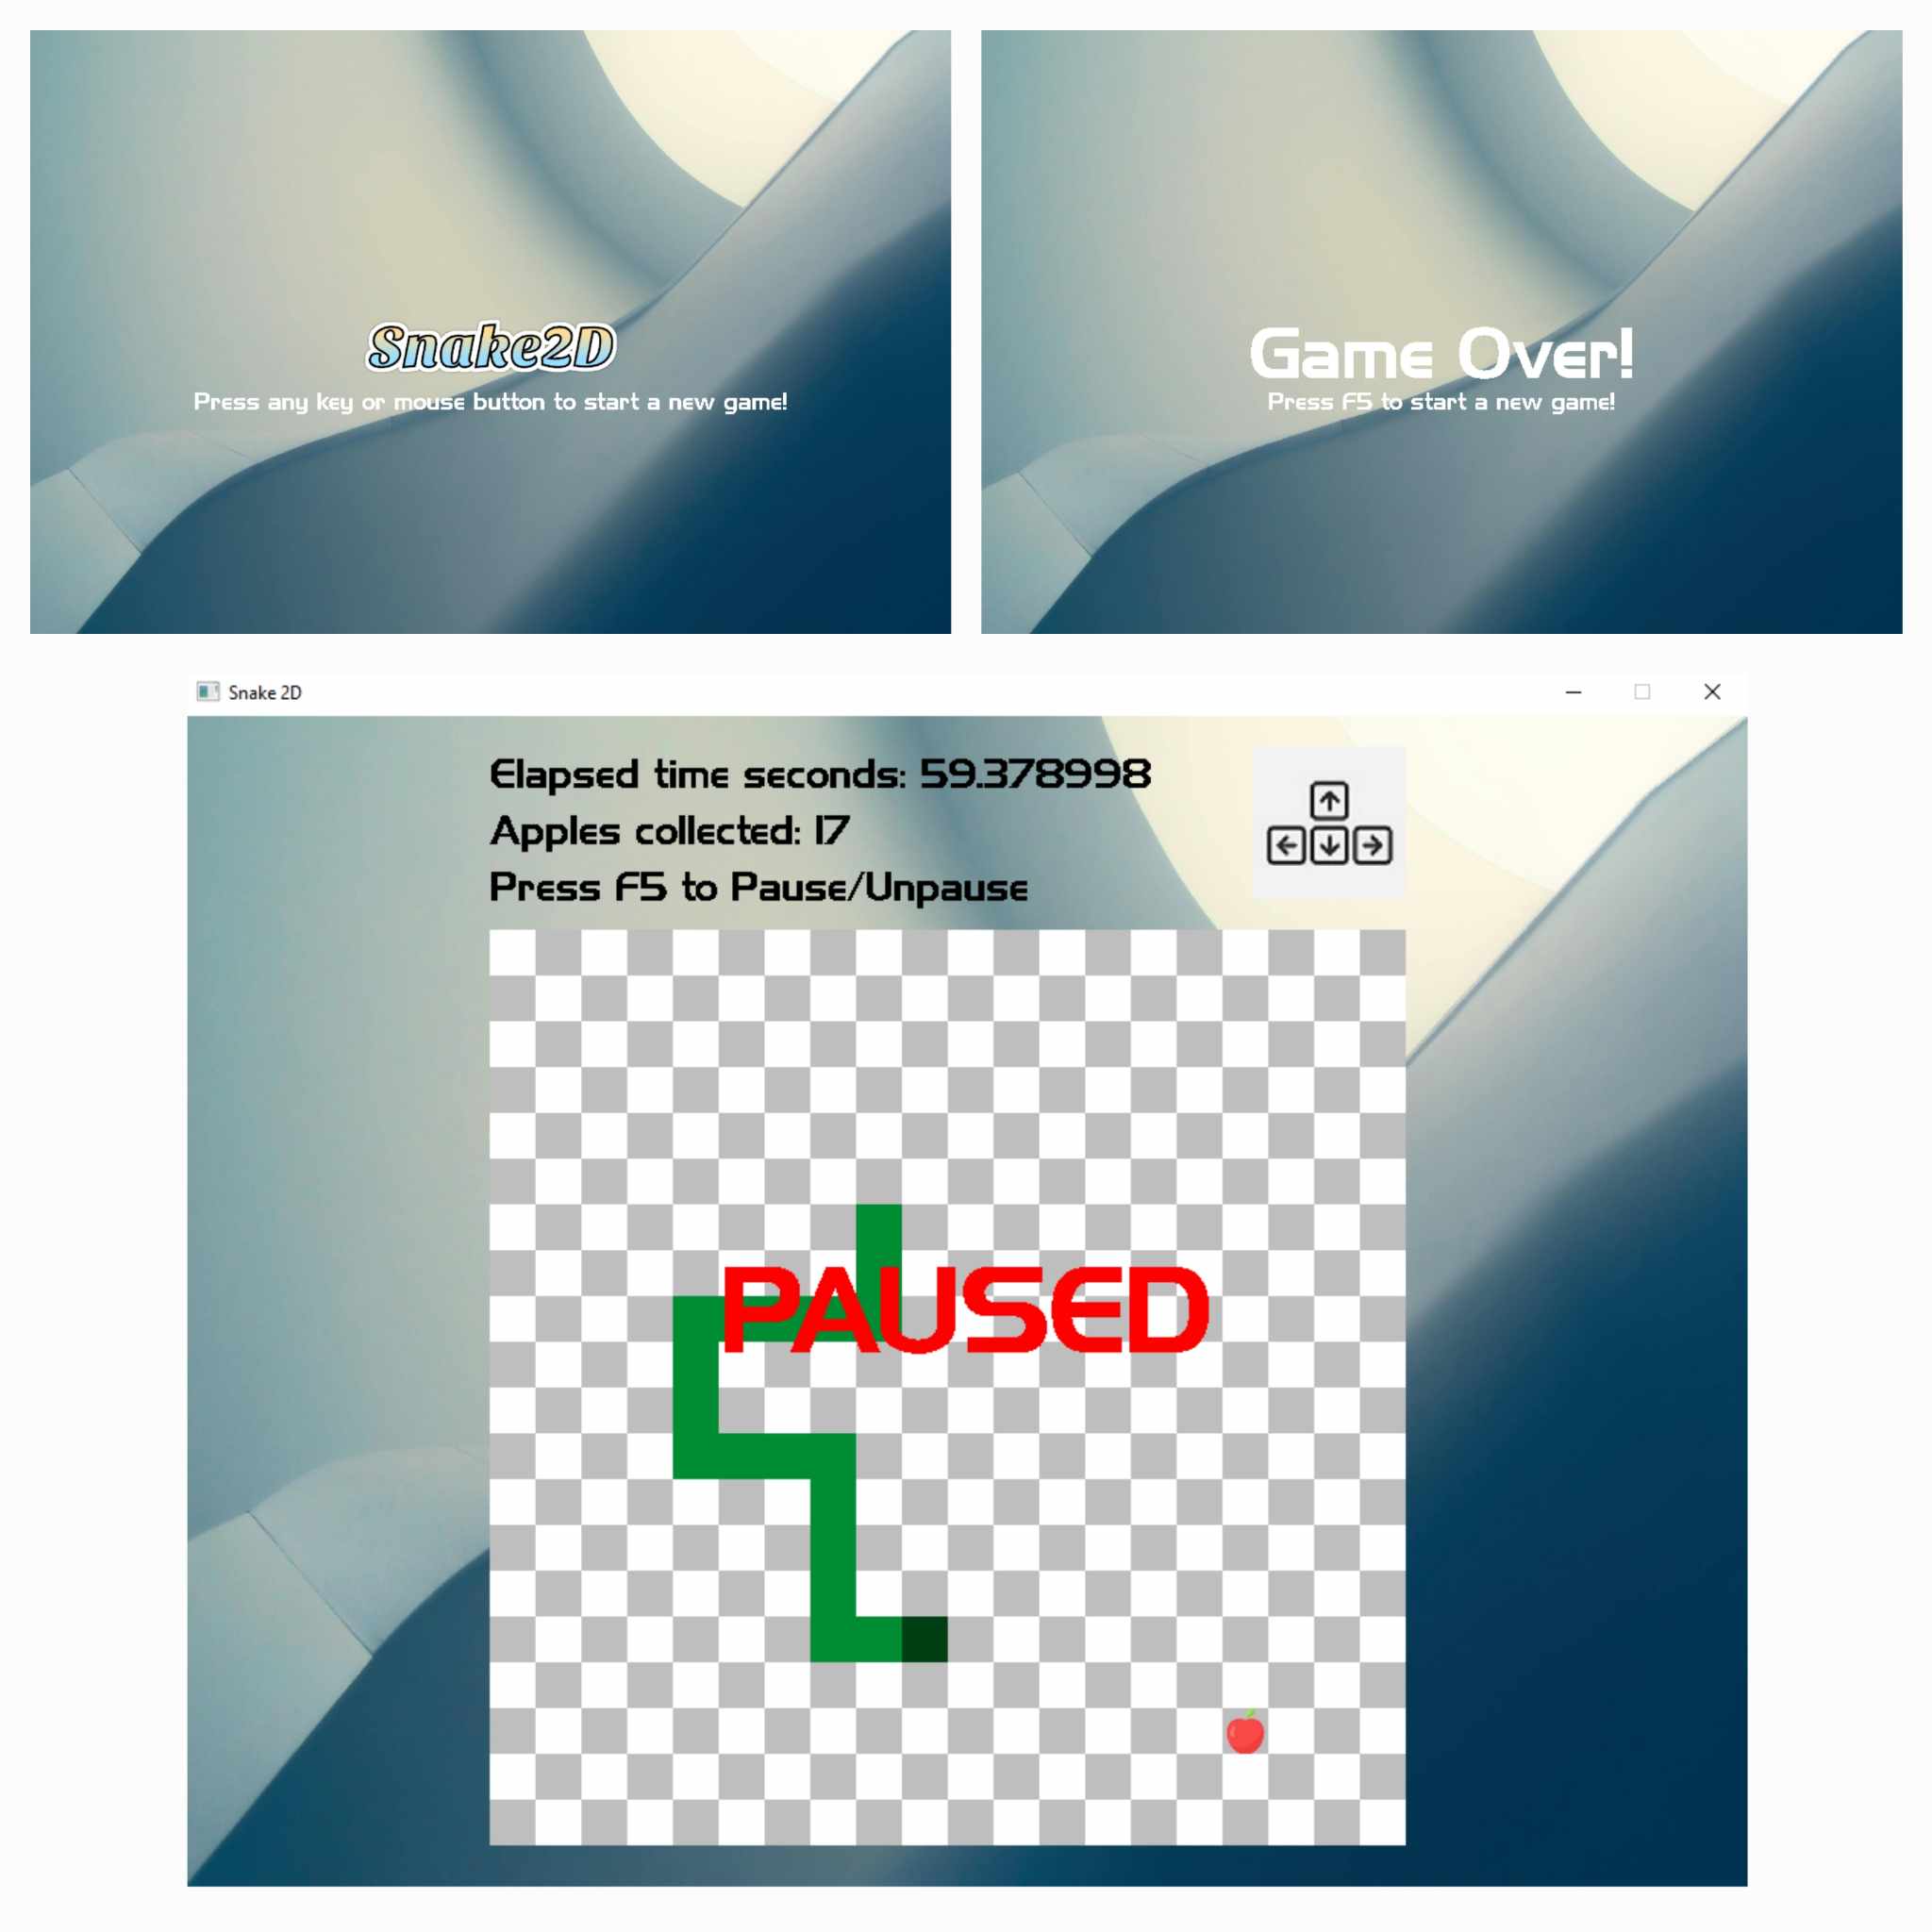 Snake2D
Press any key or mouse button to start a new game!
Game Over!
Press F5 to start a new game!
Snake 2D
Elapsed time seconds: 59.378998
Apples collected: 17
Press F5 to Pause/Unpause
PAUSED